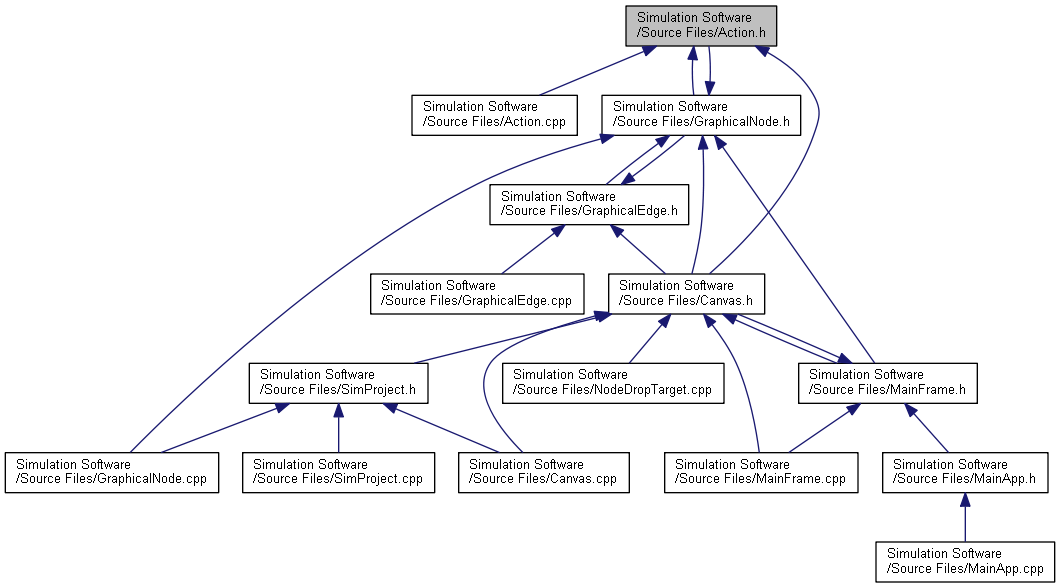 Simulation Software
/Source Files/Action.h
Simulation Software
/Source Files/Action.cpp
Simulation Software
/Source Files/GraphicalNode.h
Simulation Software
/Source Files/GraphicalEdge.h
Simulation Software
/Source Files/GraphicalEdge.cpp
Simulation Software
/Source Files/Canvas.h
Simulation Software
/Source Files/SimProject.h
Simulation Software
/Source Files/NodeDropTarget.cpp
Simulation Software
/Source Files/MainFrame.h
Simulation Software
/Source Files/GraphicalNode.cpp
Simulation Software
/Source Files/SimProject.cpp
Simulation Software
/Source Files/Canvas.cpp
Simulation Software
/Source Files/MainFrame.cpp
Simulation Software
/Source Files/MainApp.h
Simulation Software
/Source Files/MainApp.cpp